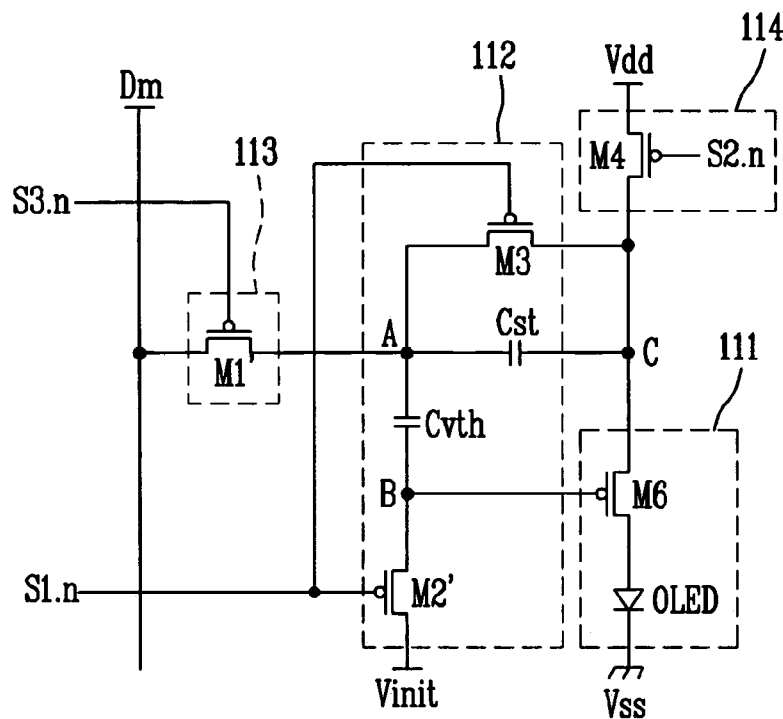 114
112
Vdd
Dm
113
M4
S2.n
S3.n
M3
A
Cst
C
M1
111
Cvth
B
M6
S1.n
M2'
OLED
Vinit
Vss